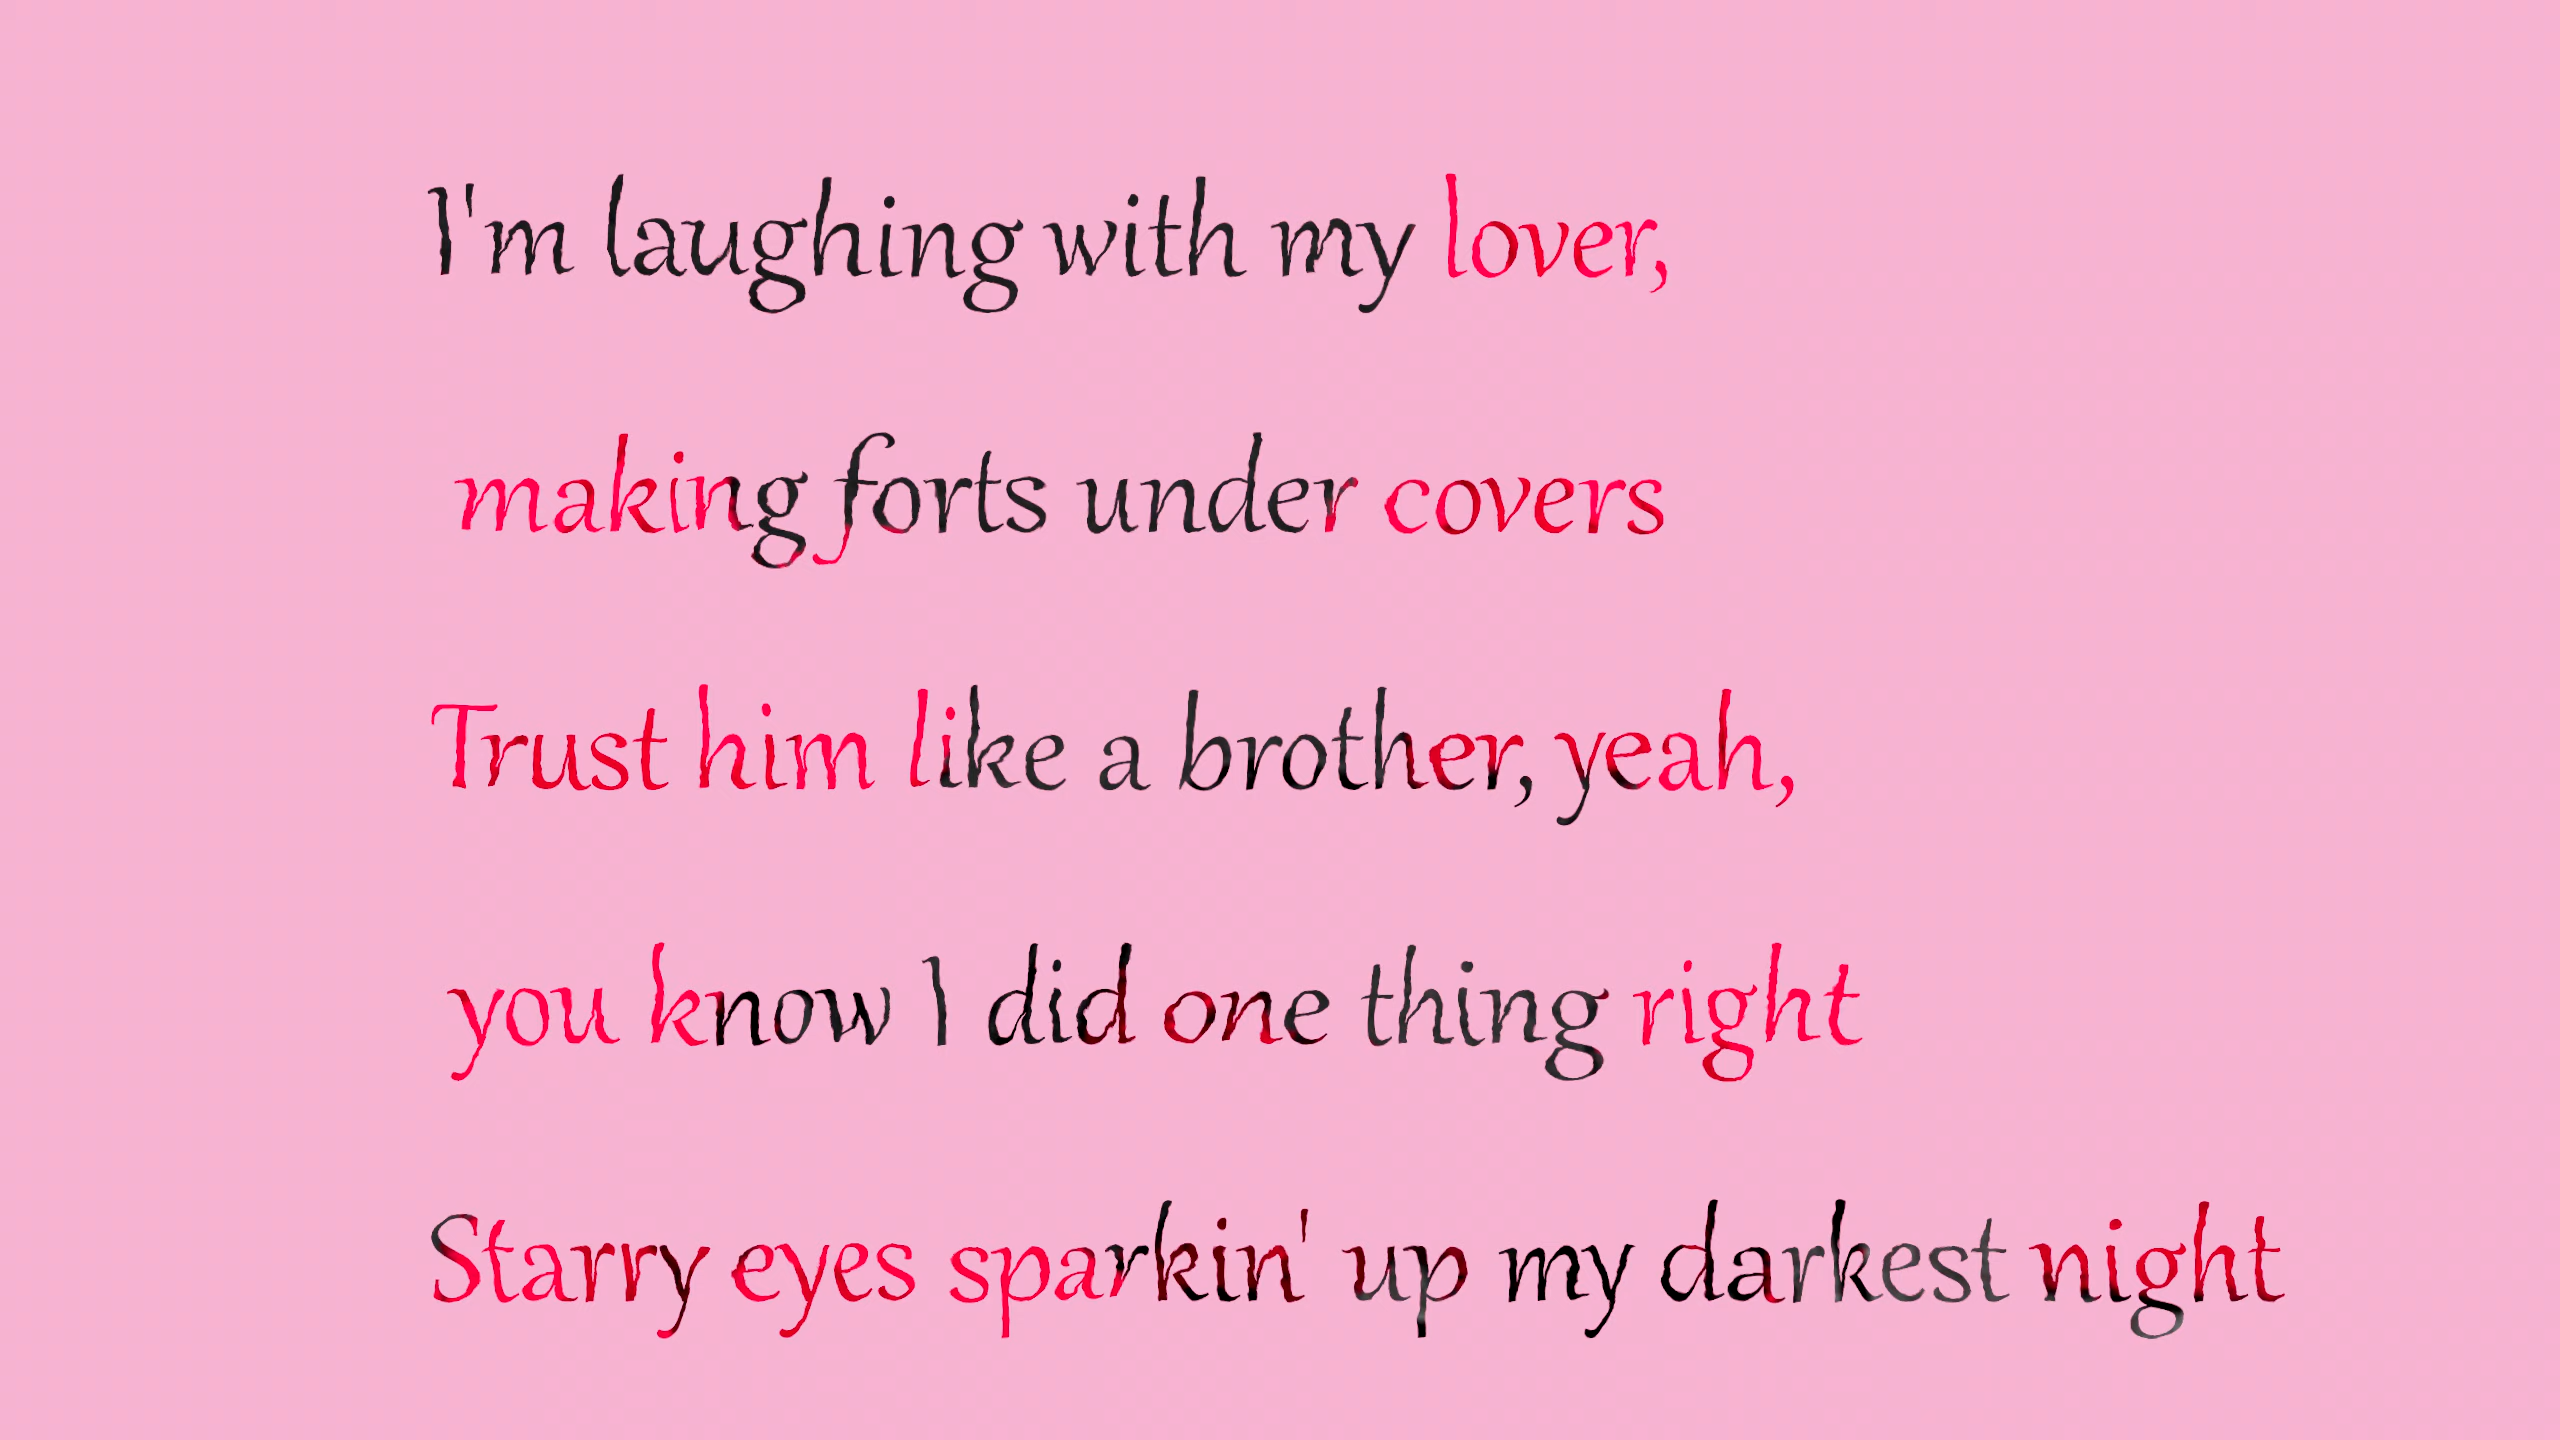 I'm laughing with my lover,
making forts under covers
Trust him like a brother, yeah,
you know I did one thing right
Starry eyes sparkin' up my darkest night